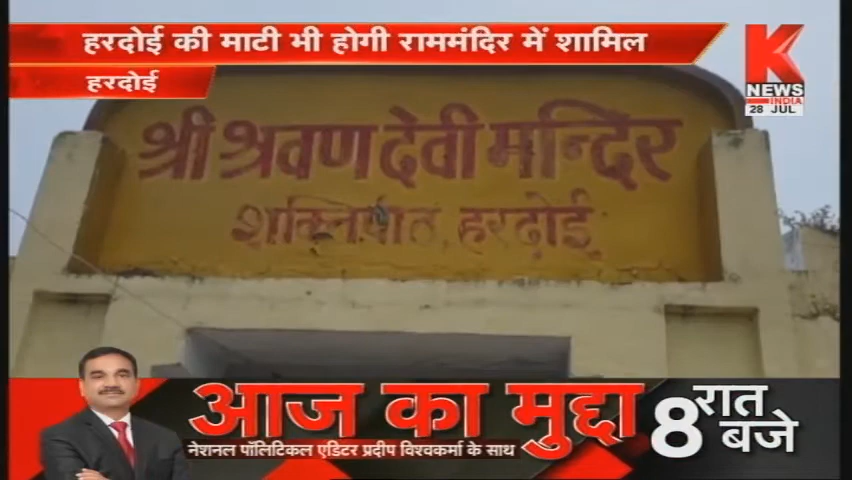 हरदोई की माटी भी होगी राममंदिर में शामिल
हरदोई
K
NEWS
INDIA
28 JUL
श्री श्रवण देवी मन्दिर
शक्तिपीठ, हरदोई
आज का मुद्दा
नेशनल पॉलिटिकल एडिटर प्रदीप विश्वकर्मा के साथ
8 रात बजे